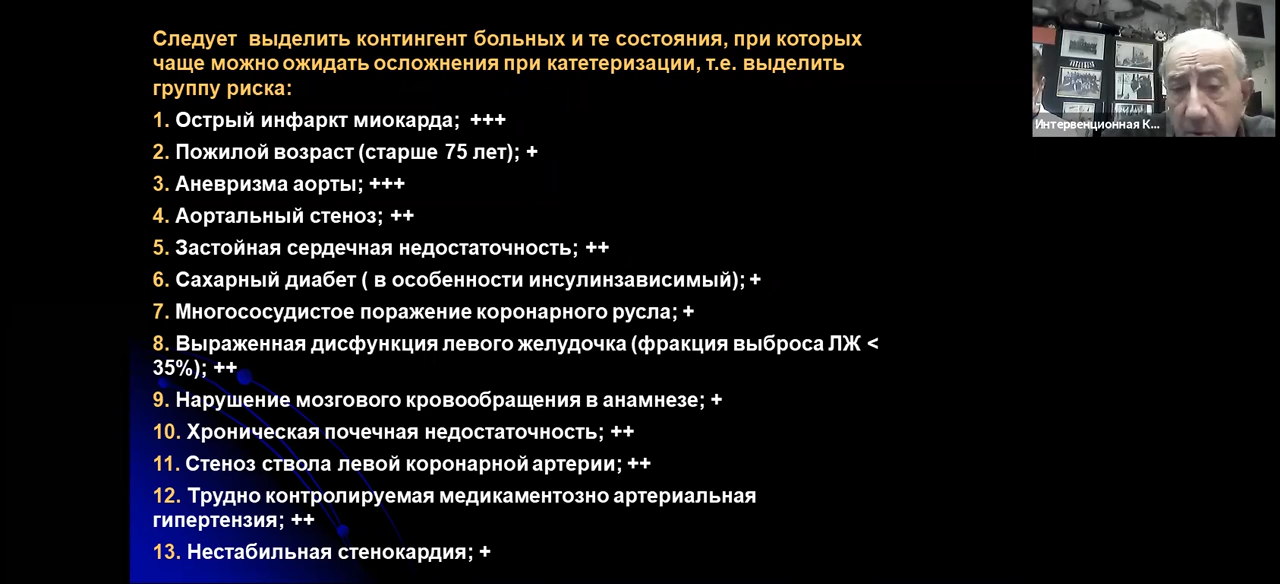 Следует выделить контингент больных и те состояния, при которых
чаще можно ожидать осложнения при катетеризации, т.е. выделить
группу риска:
1. Острый инфаркт миокарда; +++
2. Пожилой возраст (старше 75 лет); +
3. Аневризма аорты; +++
4. Аортальный стеноз; ++
5. Застойная сердечная недостаточность; ++
6. Сахарный диабет ( в особенности инсулинзависимый); +
7. Многососудистое поражение коронарного русла; +
8. Выраженная дисфункция левого желудочка (фракция выброса ЛЖ <
35%); ++
9. Нарушение мозгового кровообращения в анамнезе; +
10. Хроническая почечная недостаточность; ++
11. Стеноз ствола левой коронарной артерии; ++
12. Трудно контролируемая медикаментозно артериальная
гипертензия; ++
13. Нестабильная стенокардия; +
Интервенционная К...